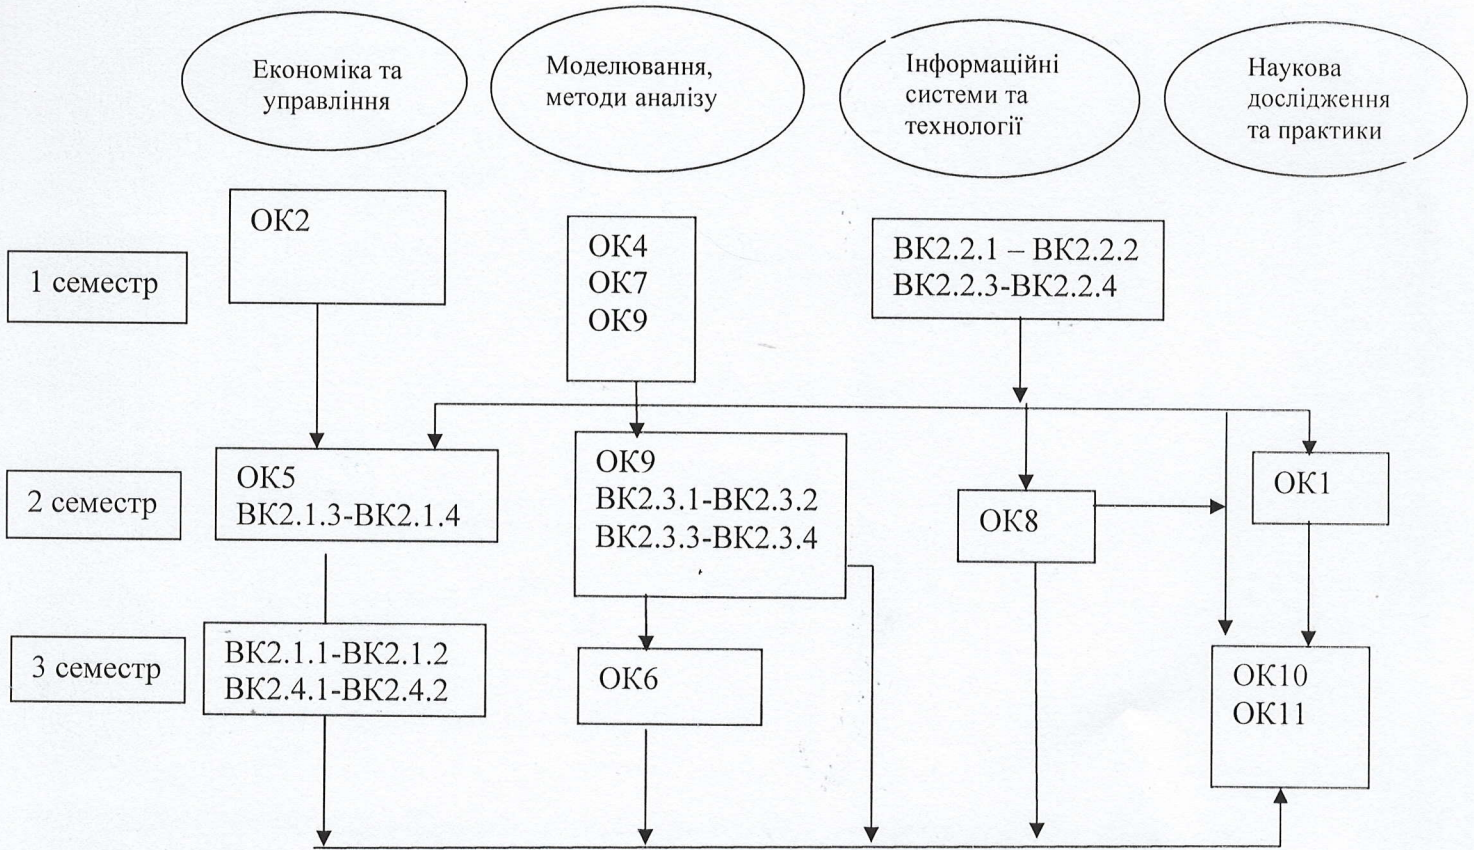 Економіка та
управління
Моделювання,
методи аналізу
Інформаційні
системи та
технології
Наукова
дослідження
та практики
1 семестр
ОК2
ОК4
ОК7
ОК9
ВК2.2.1 – ВК2.2.2
ВК2.2.3-ВК2.2.4
2 семестр
ОК5
ВК2.1.3-ВК2.1.4
ОК9
ВК2.3.1-ВК2.3.2
ВК2.3.3-ВК2.3.4
ОК8
ОК1
3 семестр
ВК2.1.1-ВК2.1.2
ВК2.4.1-ВК2.4.2
ОК6
ОК10
ОК11